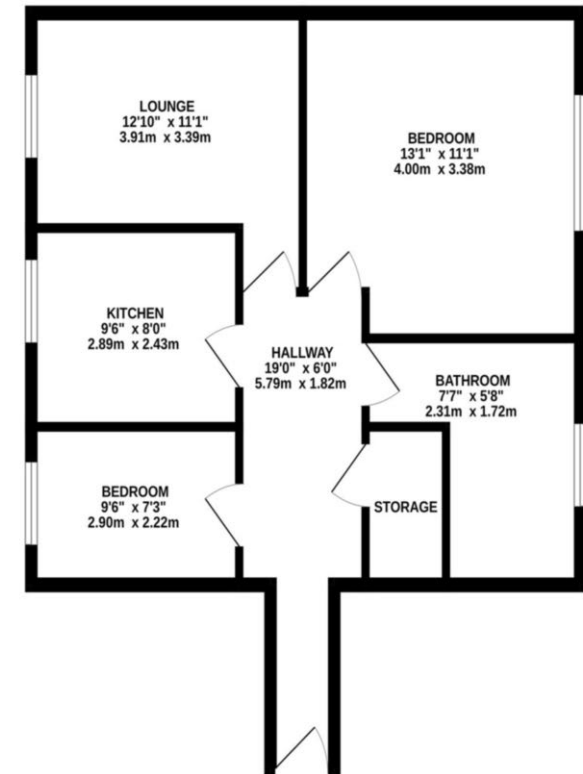 LOUNGE
12'10" x 11'1"
3.91m x 3.39m
BEDROOM
13'1" x 11'1"
4.00m x 3.38m
KITCHEN
9'6" x 8'0"
2.89m x 2.43m
HALLWAY
19'0" x 6'0"
5.79m x 1.82m
BATHROOM
7'7" x 5'8"
2.31m x 1.72m
BEDROOM
9'6" x 7'3"
2.90m x 2.22m
STORAGE